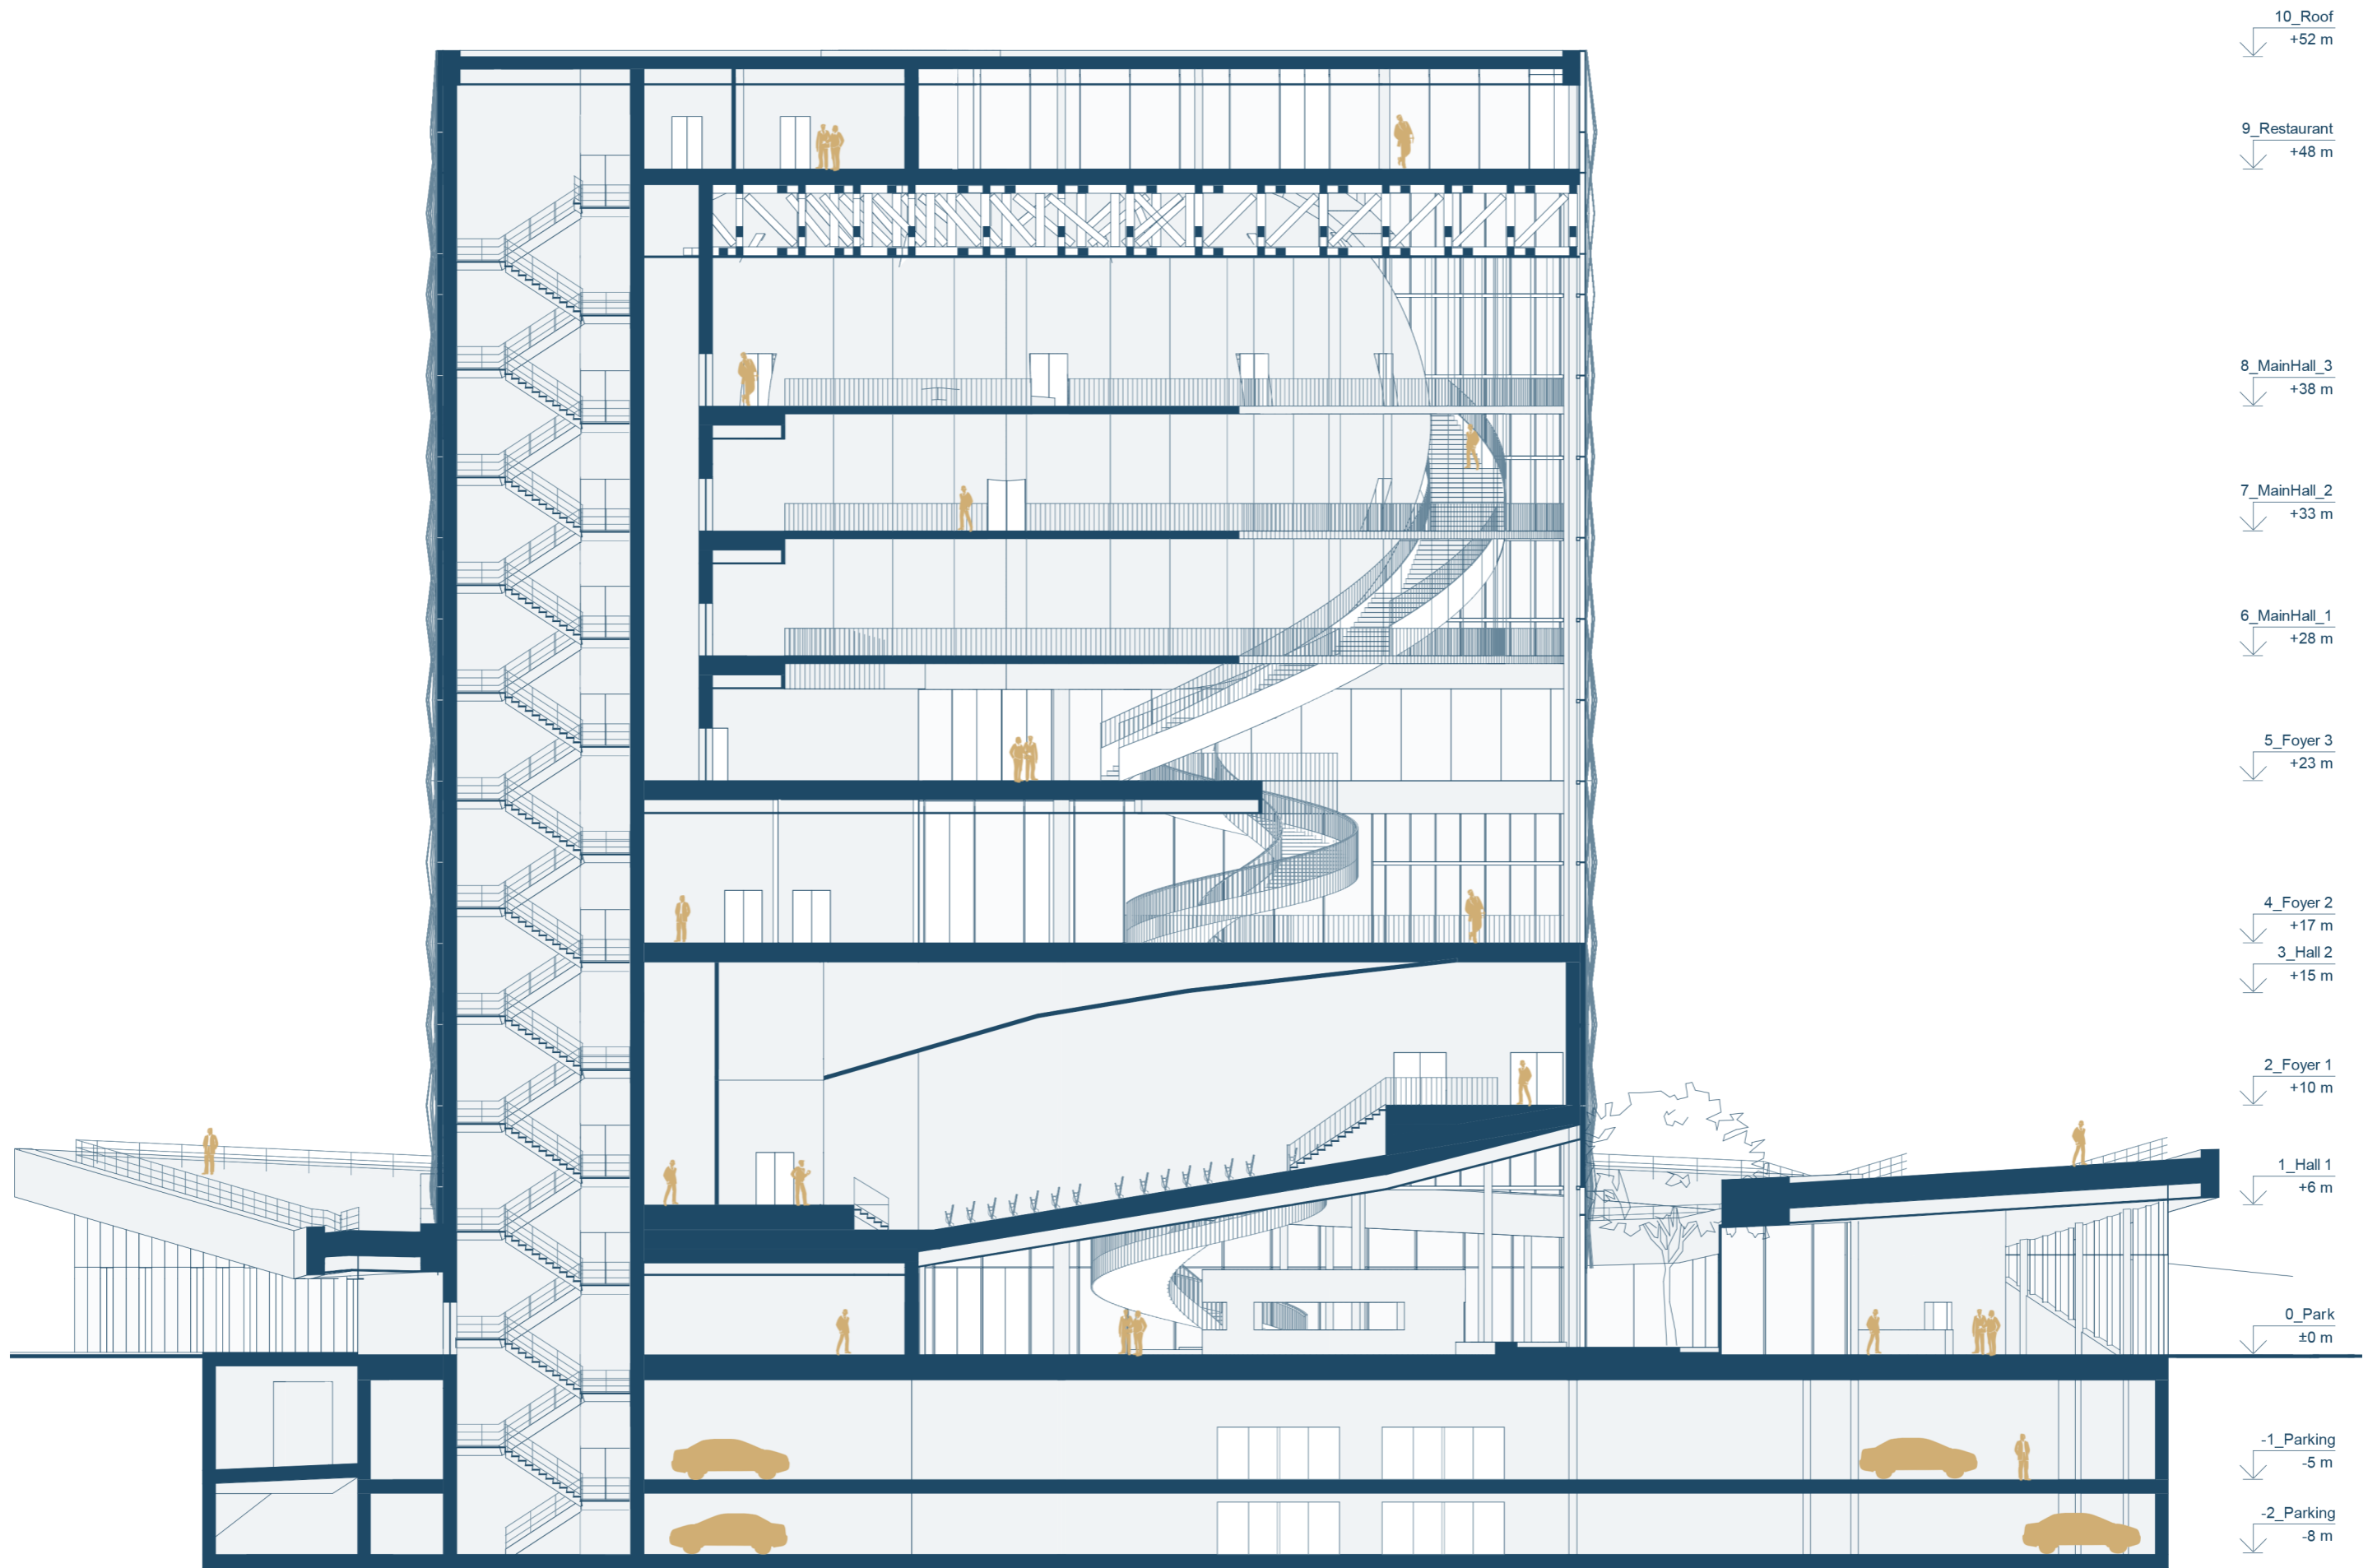 10_Roof
+52 m
9_Restaurant
+48 m
8_MainHall_3
+38 m
7_MainHall_2
+33 m
6_MainHall_1
+28 m
5_Foyer 3
+23 m
4_Foyer 2
+17 m
3_Hall 2
+15 m
2_Foyer 1
+10 m
1_Hall 1
+6 m
0_Park
±0 m
-1_Parking
-5 m
-2_Parking
-8 m